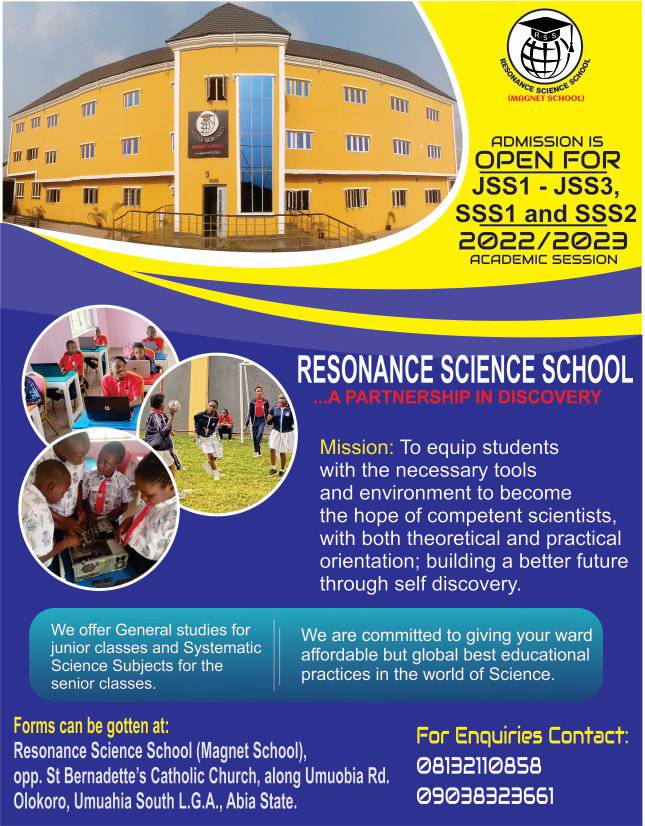 RSS
RESONANCE SCIENCE SCHOOL
(MAGNET SCHOOL)
ADMISSION IS
OPEN FOR
JSS1 - JSS3,
SSS1 and SSS2
2022/2023
ACADEMIC SESSION
RESONANCE SCIENCE SCHOOL
...A PARTNERSHIP IN DISCOVERY
Mission: To equip students
with the necessary tools
and environment to become
the hope of competent scientists,
with both theoretical and practical
orientation; building a better future
through self discovery.
We offer General studies for
junior classes and Systematic
Science Subjects for the
senior classes.
We are committed to giving your ward
affordable but global best educational
practices in the world of Science.
Forms can be gotten at:
Resonance Science School (Magnet School),
opp. St Bernadette's Catholic Church, along Umuobia Rd.
Olokoro, Umuahia South L.G.A., Abia State.
For Enquiries Contact:
08132110858
09038323661